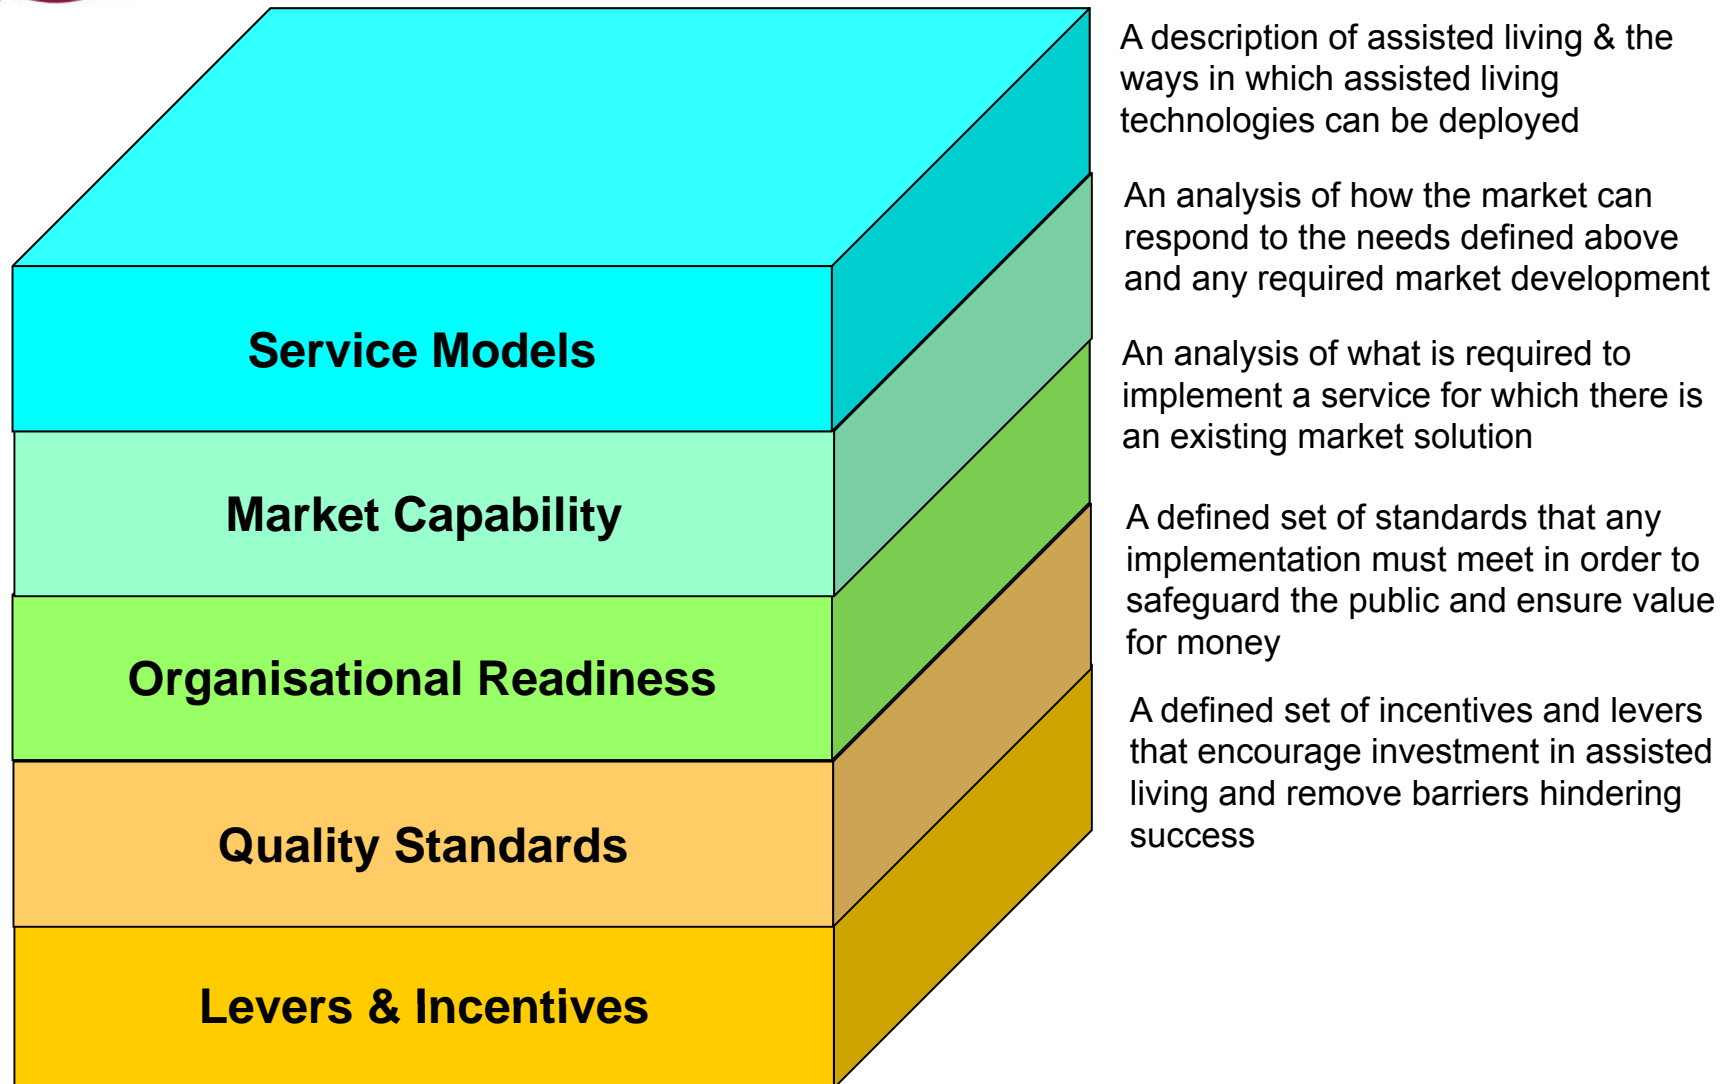 A description of assisted living & the
ways in which assisted living
technologies can be deployed
An analysis of how the market can
respond to the needs defined above
and any required market development
Service Models
An analysis of what is required to
implement a service for which there is
an existing market solution
Market Capability
A defined set of standards that any
implementation must meet in order to
safeguard the public and ensure value
for money
Organisational Readiness
A defined set of incentives and levers
that encourage investment in assisted
living and remove barriers hindering
success
Quality Standards
Levers & Incentives